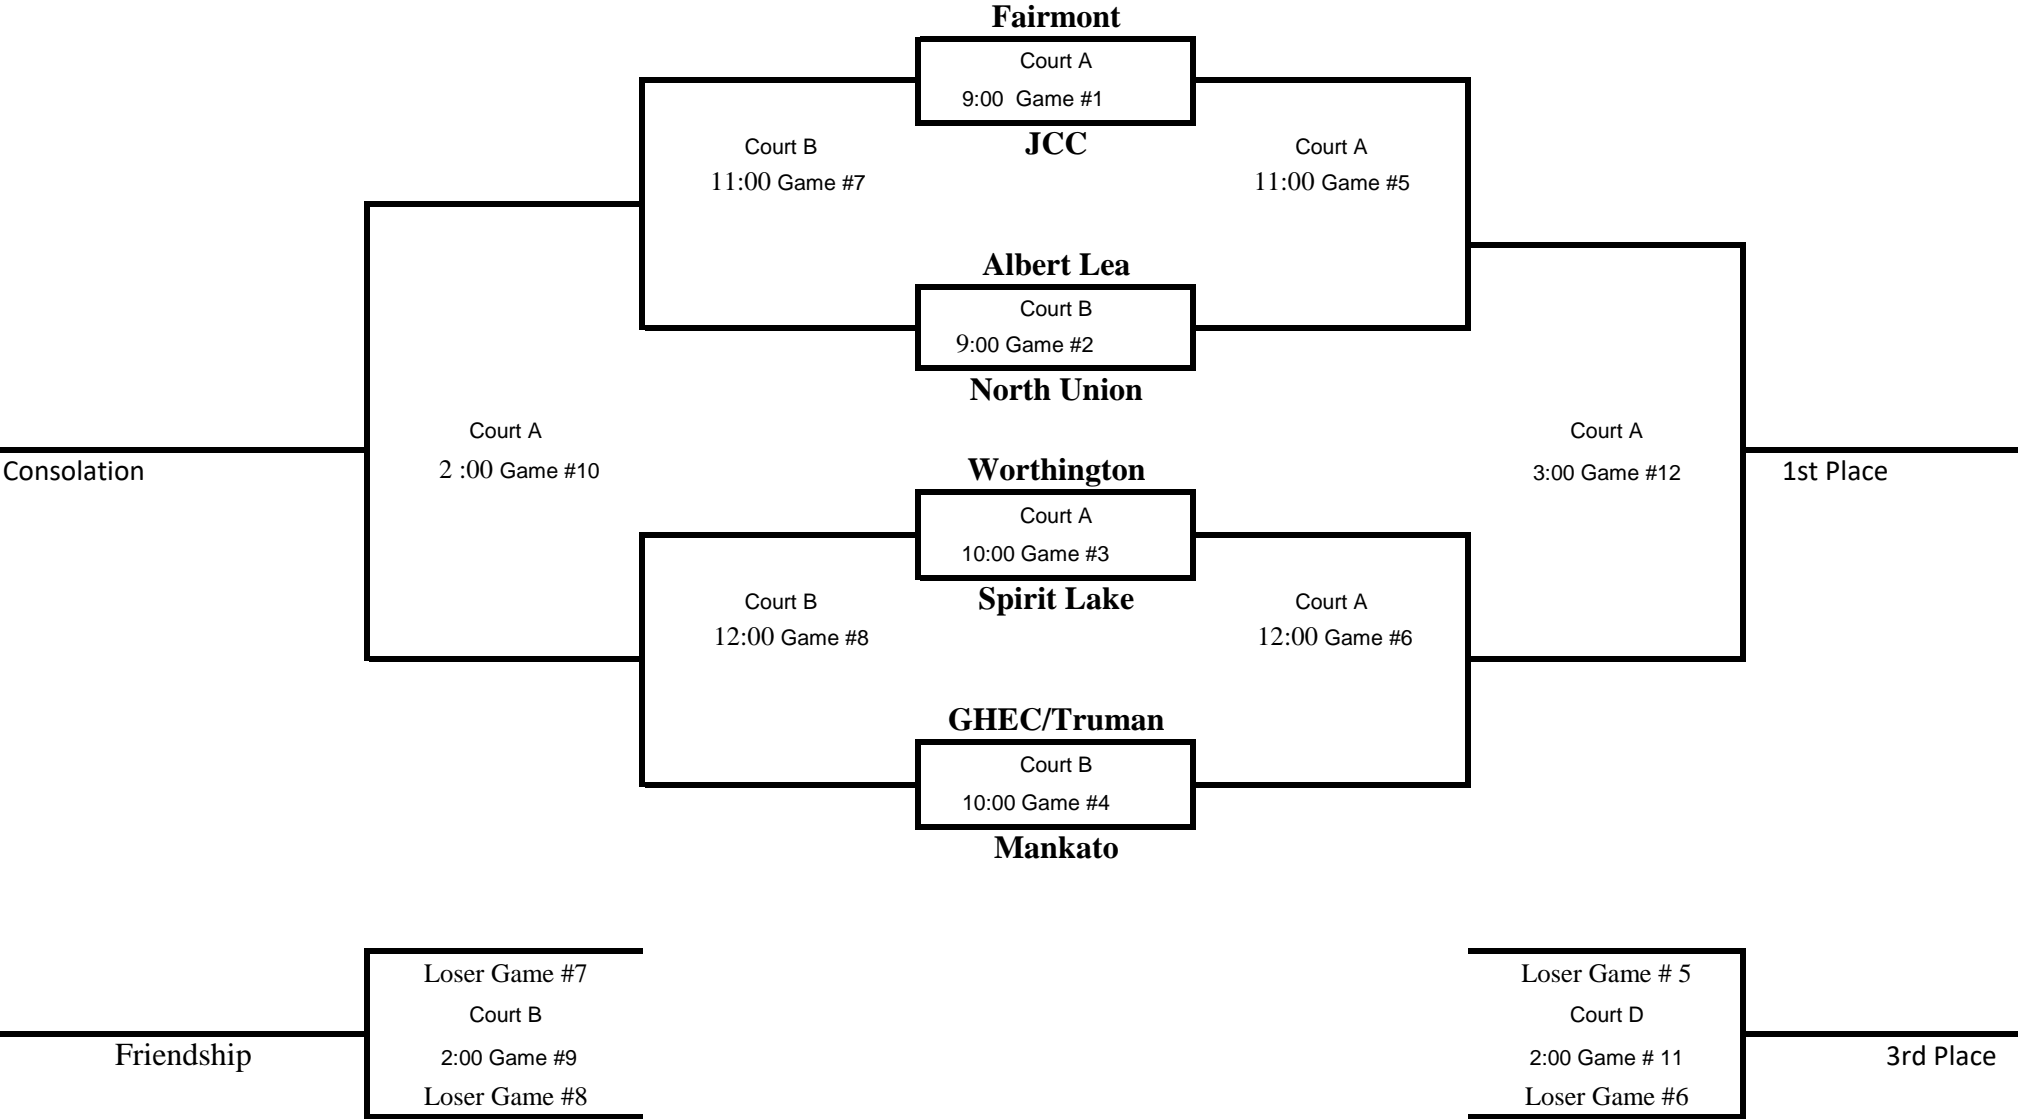 Fairmont
Court A
9:00  Game #1
JCC
Court B
11:00 Game #7
Court A
11:00 Game #5
Albert Lea
Court B
9:00 Game #2
North Union
Court A
2 :00 Game #10
Consolation
Court A
3:00 Game #12
1st Place
Worthington
Court A
10:00 Game #3
Spirit Lake
Court B
12:00 Game #8
Court A
12:00 Game #6
GHEC/Truman
Court B
10:00 Game #4
Mankato
Loser Game #7
Court B
2:00 Game #9
Loser Game #8
Friendship
Loser Game # 5
Court D
2:00 Game # 11
Loser Game #6
3rd Place